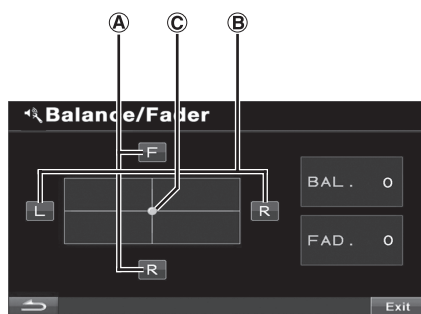 A C B
Balance/Fader
F
L R
BAL. 0
FAD. 0
R
Exit